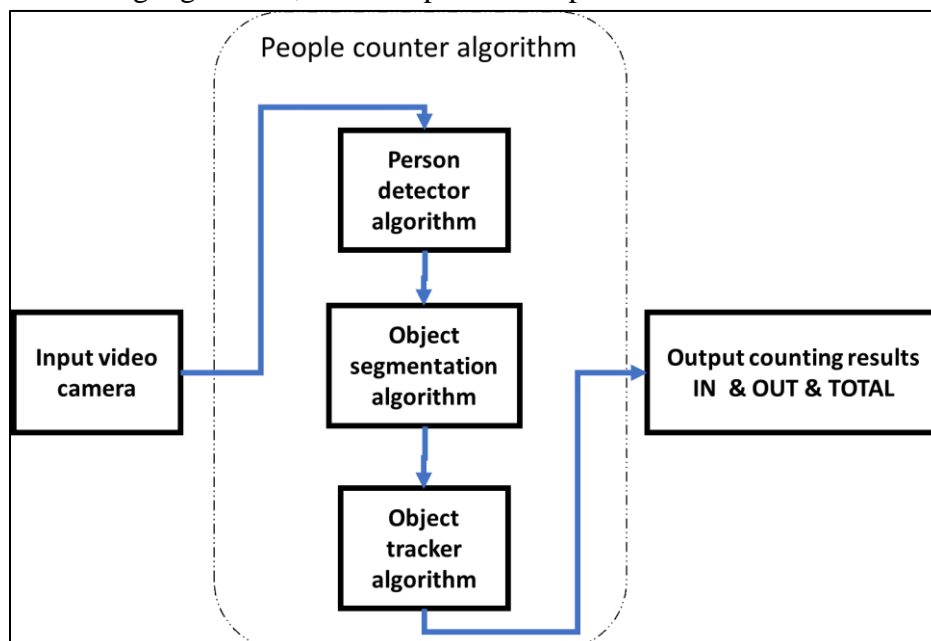 People counter algorithm
Person
detector
algorithm
Input video
camera
Object
segmentation
algorithm
Output counting results
IN & OUT & TOTAL
Object
tracker
algorithm